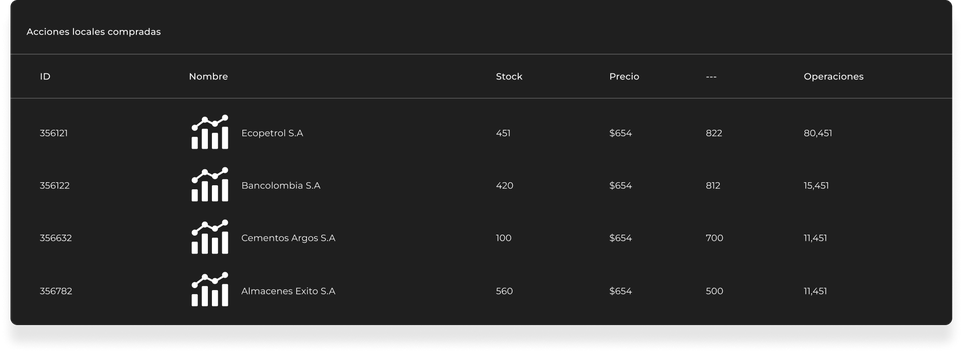 Acciones locales compradas
ID Nombre Stock Precio --- Operaciones
356121 Ecopetrol S.A 451 $654 822 80,451
356122 Bancolombia S.A 420 $654 812 15,451
356632 Cementos Argos S.A 100 $654 700 11,451
356782 Almacenes Exito S.A 560 $654 500 11,451